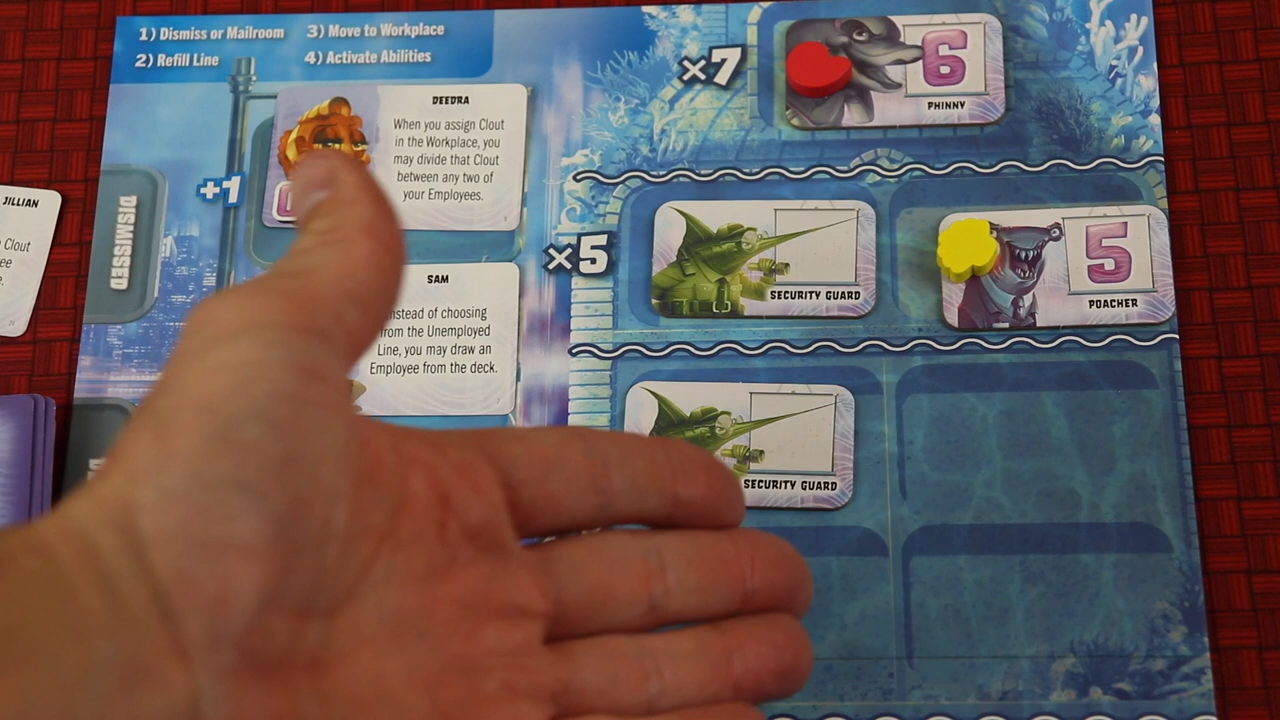 1) Dismiss or Mailroom
2) Refill Line
3) Move to Workplace
4) Activate Abilities
×7
6
PHINNY
DEEDRA
When you assign Clout
in the Workplace, you
may divide that Clout
between any two of
your Employees.
+1
DISMISSED
JILLIAN
Clout
×5
SECURITY GUARD
5
POACHER
SAM
Instead of choosing
from the Unemployed
Line, you may draw an
Employee from the deck.
SECURITY GUARD